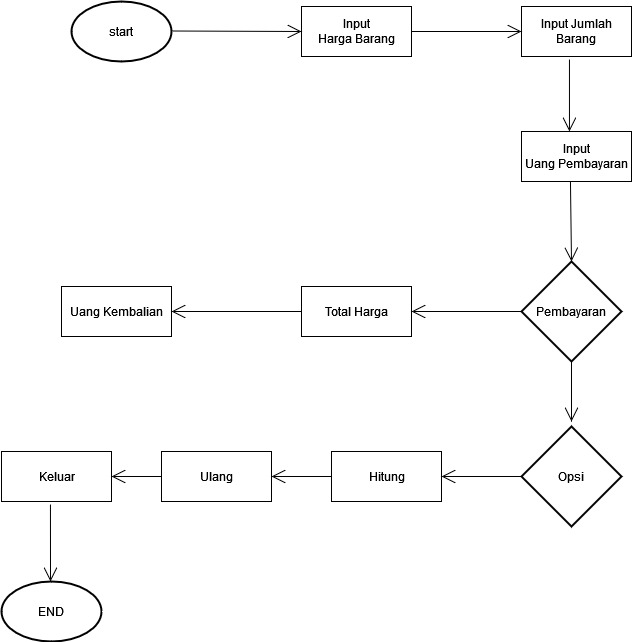 start
Input
Harga Barang
Input Jumlah
Barang
Input
Uang Pembayaran
Uang Kembalian
Total Harga
Pembayaran
Keluar
Ulang
Hitung
Opsi
END